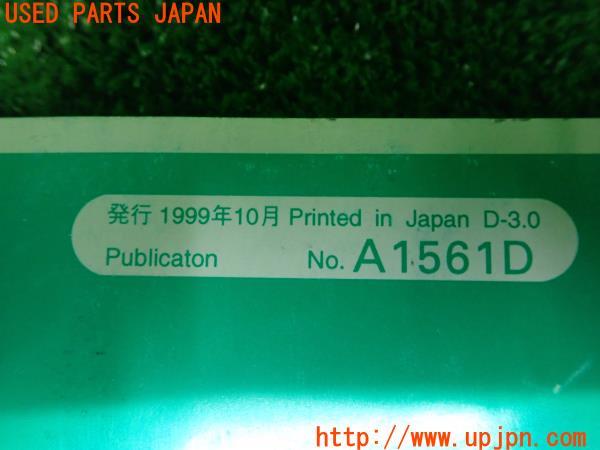 USED PARTS JAPAN
発行 1999年10月 Printed in Japan D-3.0
Publicaton No. A1561D
http://www.upjpn.com